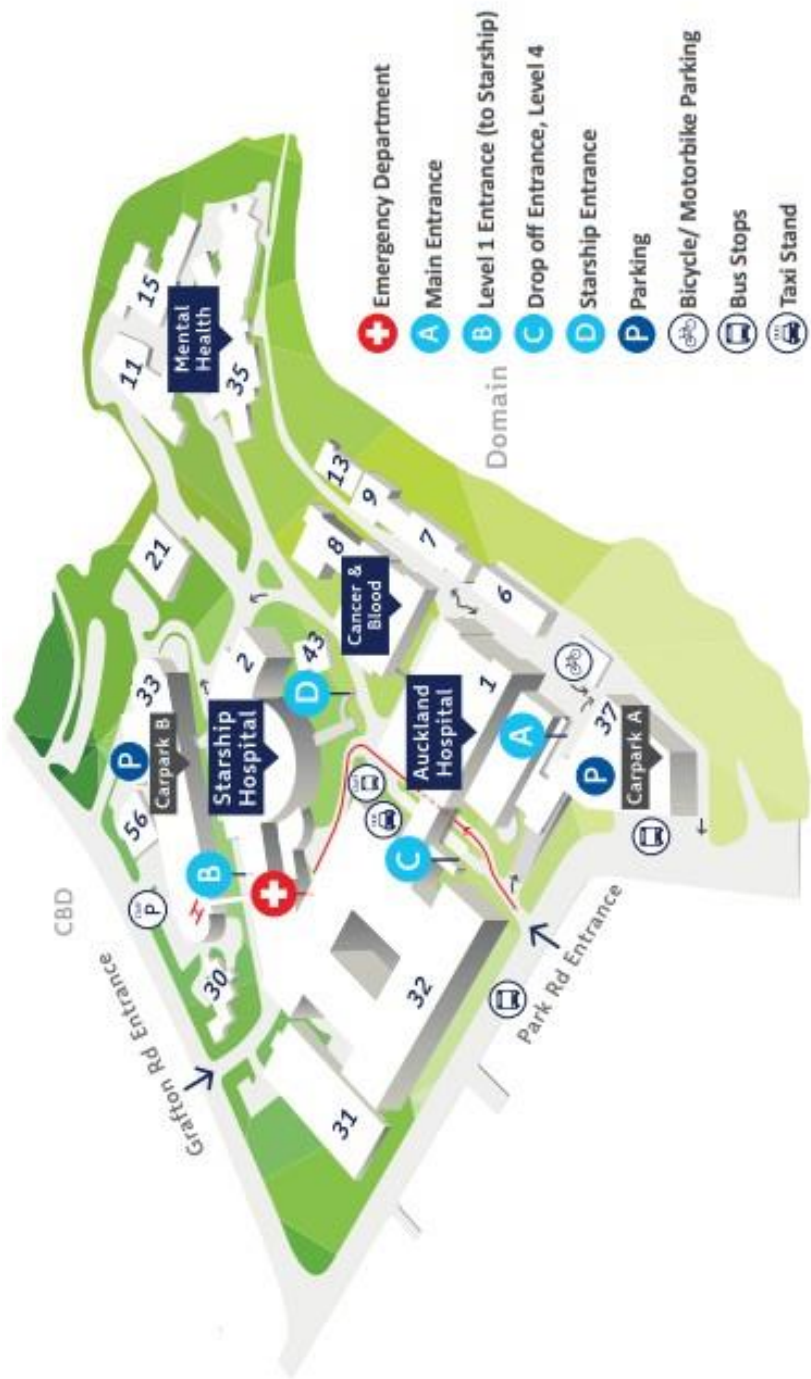 CBD
Grafton Rd Entrance
Park Rd Entrance
Domain
30
P
56
P
Carpark B
33
21
11
15
Mental
Health
35
B
H
Starship
Hospital
2
D
43
31
32
C
TAXI
Auckland
Hospital
1
Cancer &
Blood
8
13
9
7
6
A
P
37
Carpark A
Emergency Department
A Main Entrance
B Level 1 Entrance (to Starship)
C Drop off Entrance, Level 4
D Starship Entrance
P Parking
Bicycle/ Motorbike Parking
Bus Stops
TAXI Taxi Stand